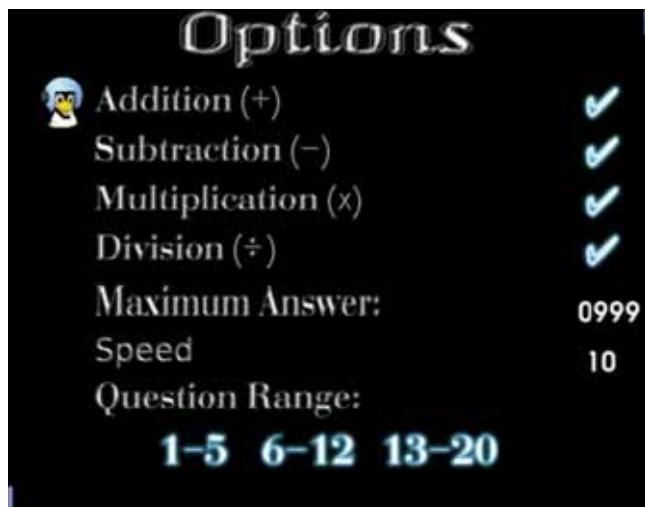 Options
Addition (+)
Subtraction (−)
Multiplication (x)
Division (÷)
Maximum Answer: 0999
Speed 10
Question Range:
1-5 6-12 13-20